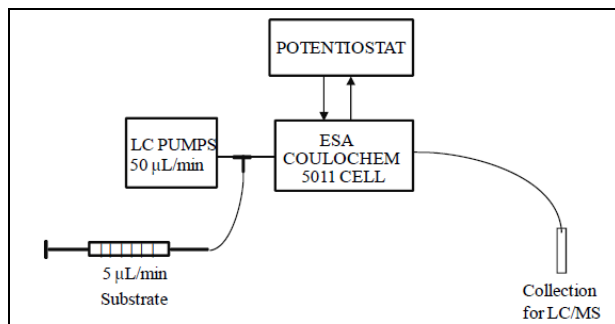 POTENTIOSTAT
LC PUMPS
50 µL/min
ESA
COULOCHEM
5011 CELL
5 µL/min
Substrate
Collection
for LC/MS